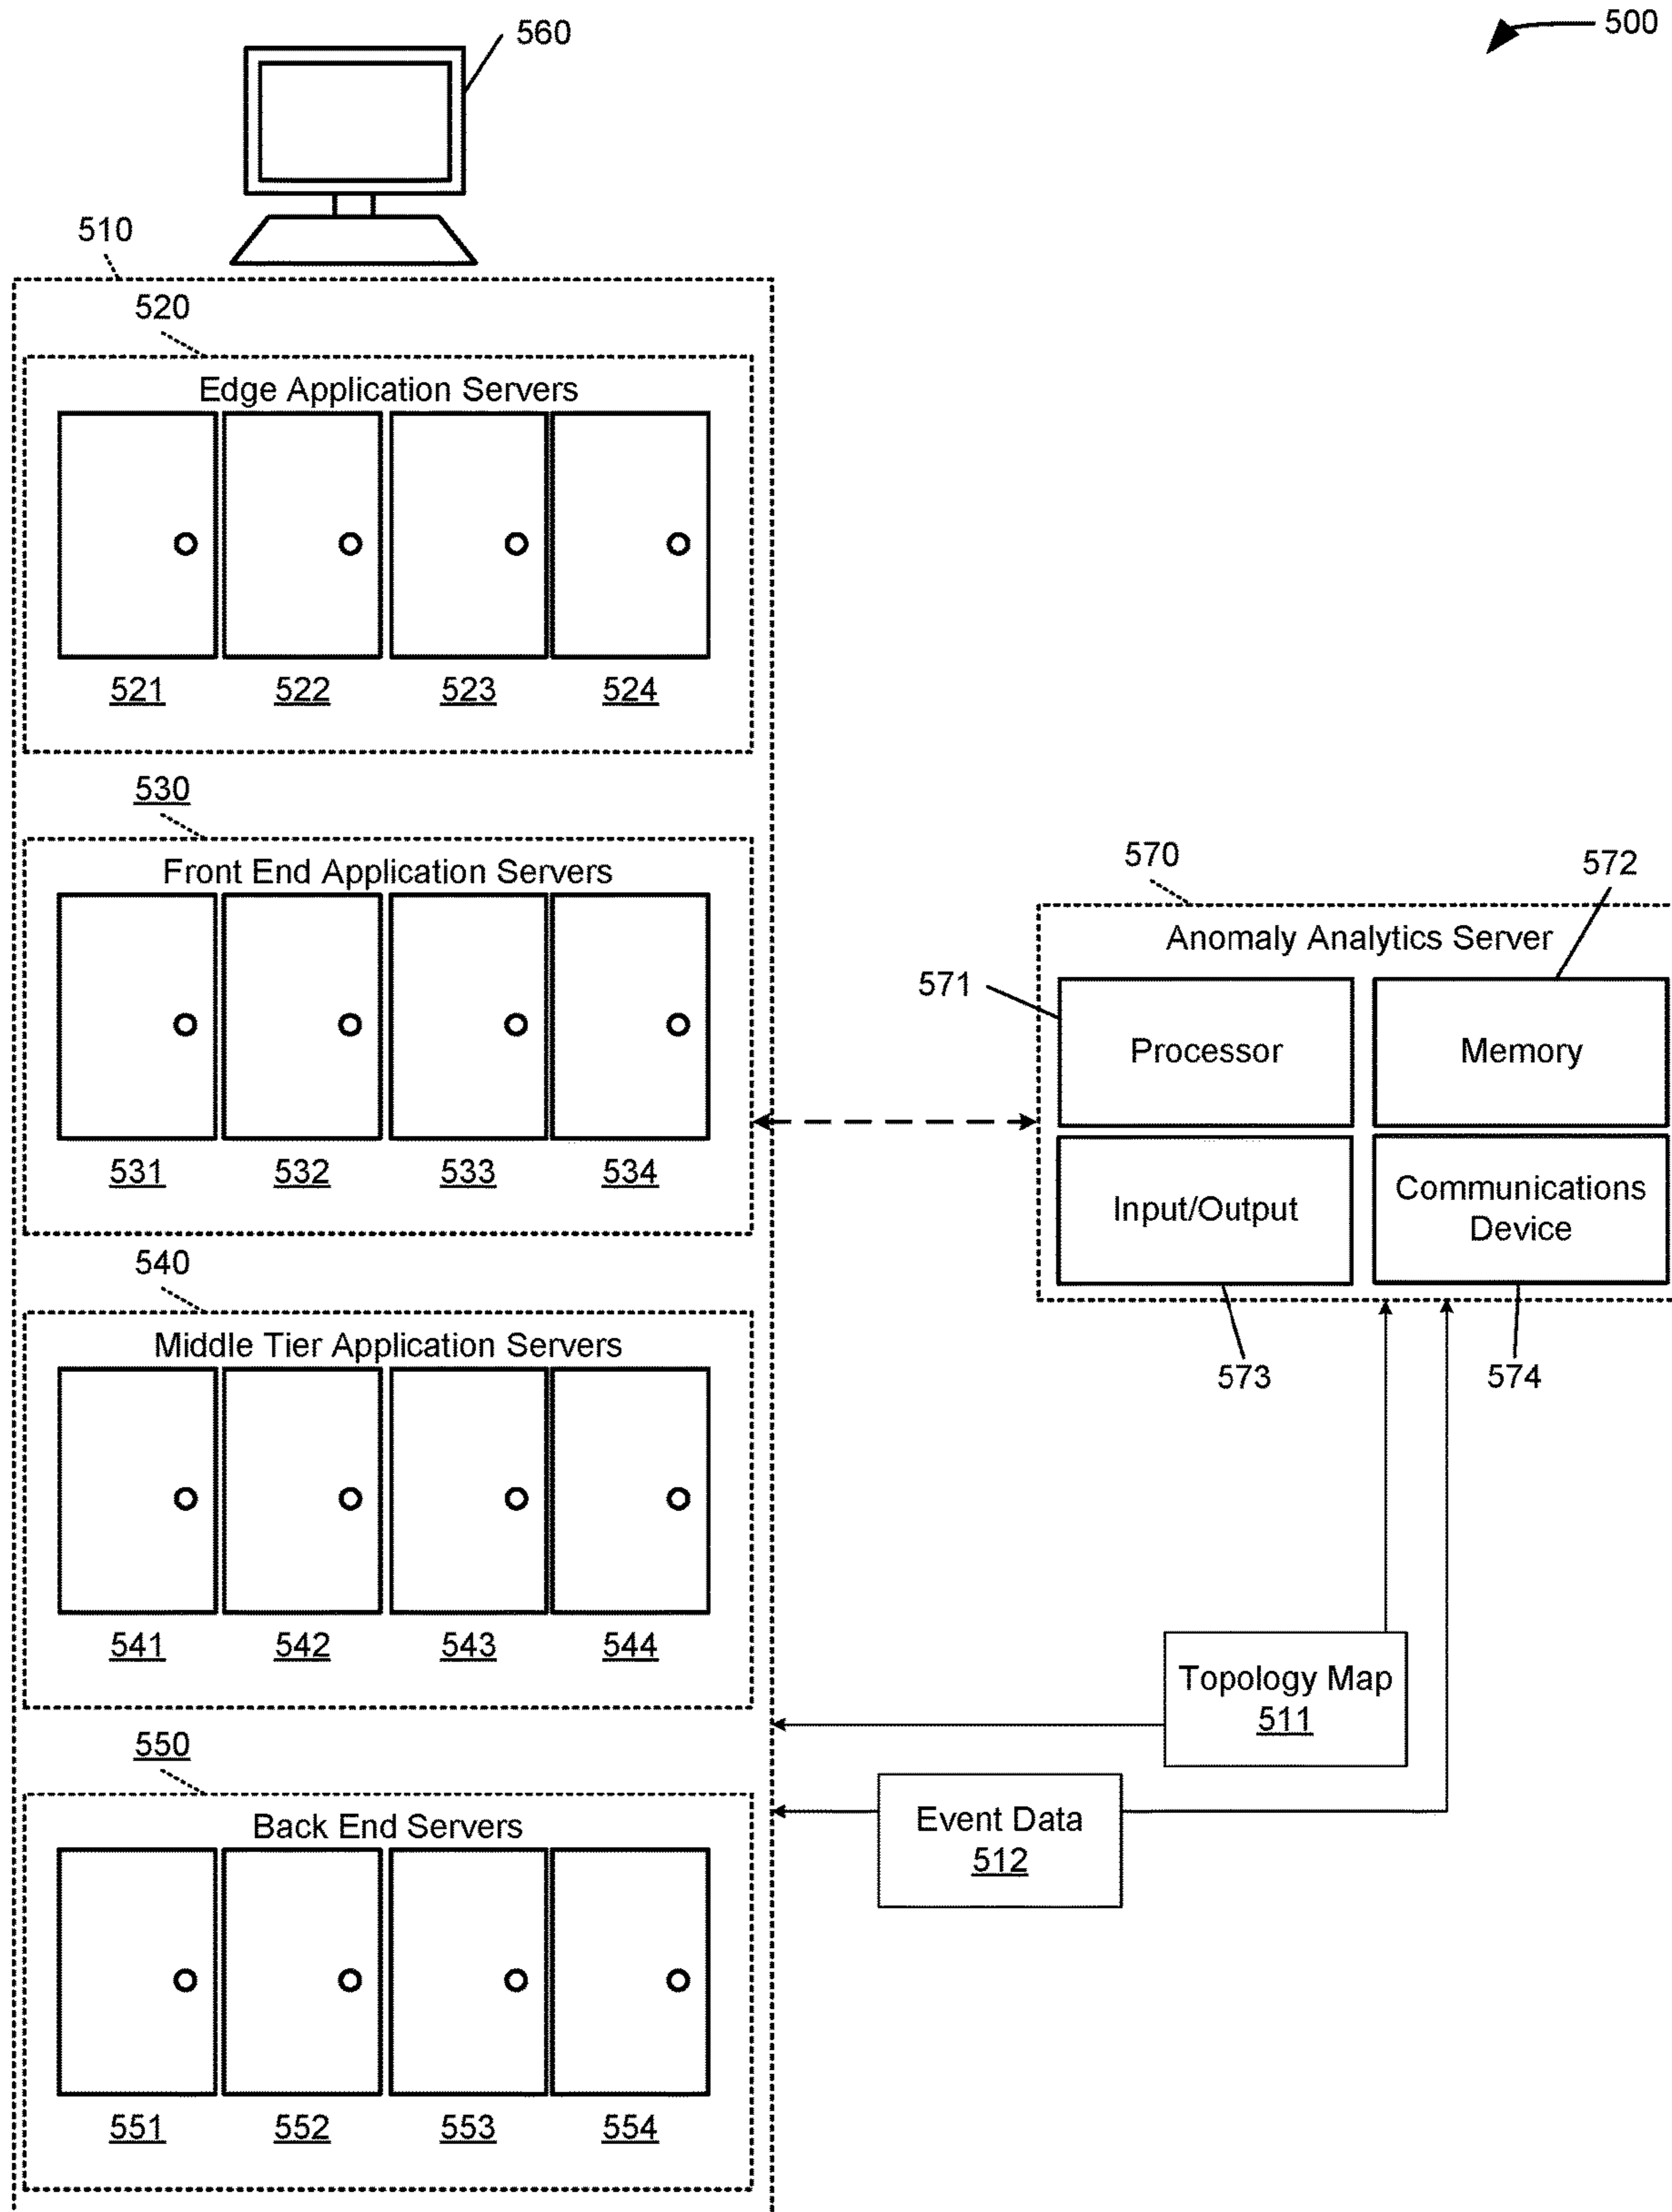 500
560
510
520
Edge Application Servers
521 522 523 524
530
Front End Application Servers
531 532 533 534
540
Middle Tier Application Servers
541 542 543 544
550
Back End Servers
551 552 553 554
570
572
Anomaly Analytics Server
571
Processor
Memory
Input/Output
Communications
Device
573
574
Topology Map
511
Event Data
512